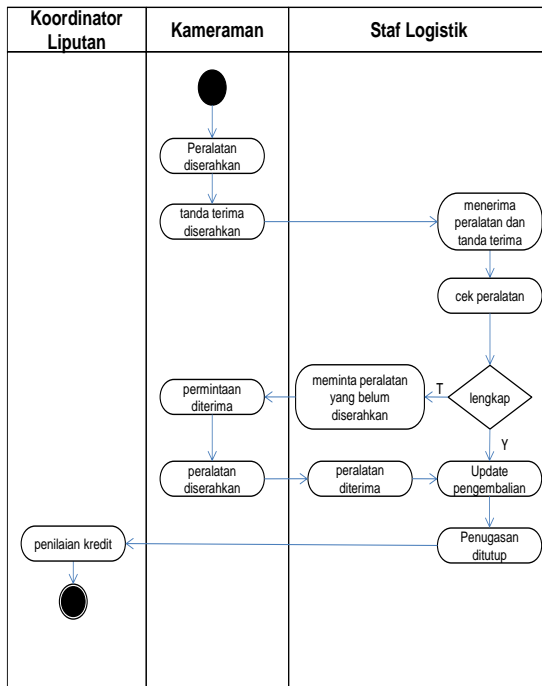 Koordinator
Liputan
Kameraman
Staf Logistik
Peralatan
diserahkan
tanda terima
diserahkan
menerima
peralatan dan
tanda terima
cek peralatan
lengkap
T
Y
meminta peralatan
yang belum
diserahkan
permintaan
diterima
peralatan
diserahkan
peralatan
diterima
Update
pengembalian
Penugasan
ditutup
penilaian kredit